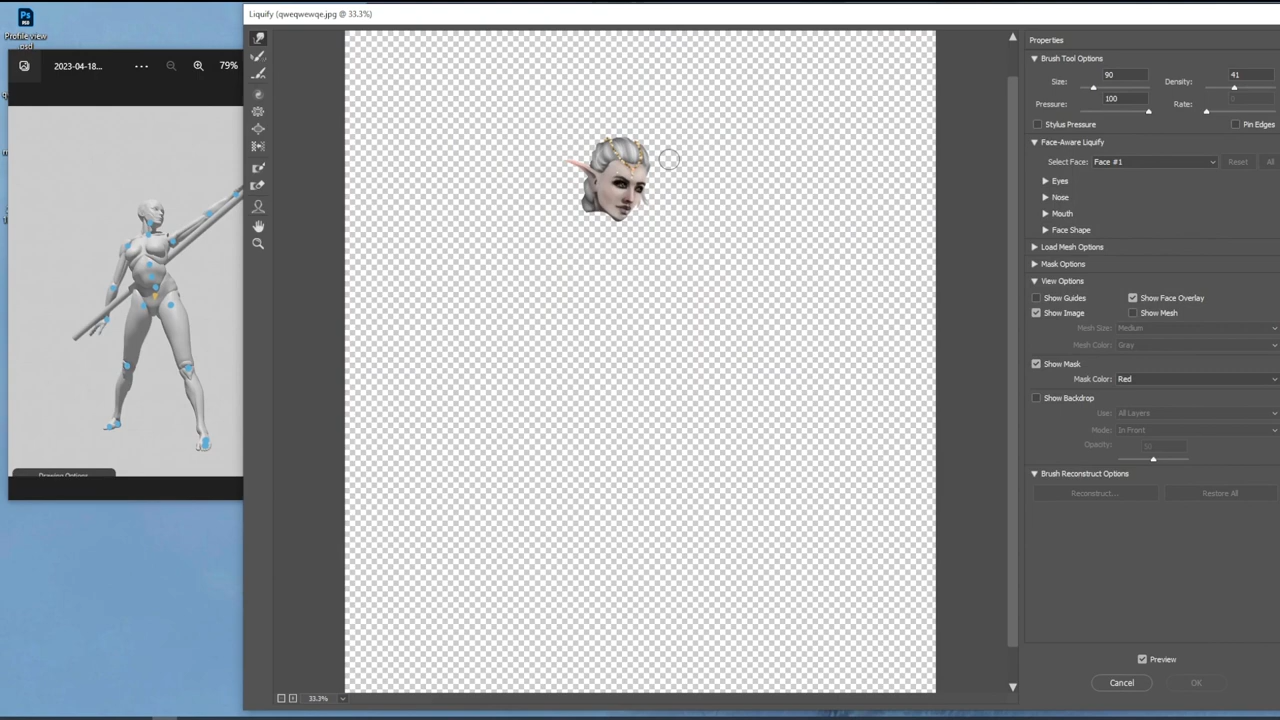 Liquify (qweqwewqe.jpg @ 33.3%)
Profile view
.psd
2023-04-18...
79%
Properties
Brush Tool Options
Size: 90
Density: 41
Pressure: 100
Rate: 0
Stylus Pressure
Pin Edges
Face-Aware Liquify
Select Face: Face #1
Reset
All
Eyes
Nose
Mouth
Face Shape
Load Mesh Options
Mask Options
View Options
Show Guides
Show Face Overlay
Show Image
Show Mesh
Mesh Size: Medium
Mesh Color: Gray
Show Mask
Mask Color: Red
Show Backdrop
Use: All Layers
Mode: In Front
Opacity: 50
Brush Reconstruct Options
Reconstruct...
Restore All
Drawing Options
Preview
Cancel
OK
33.3%